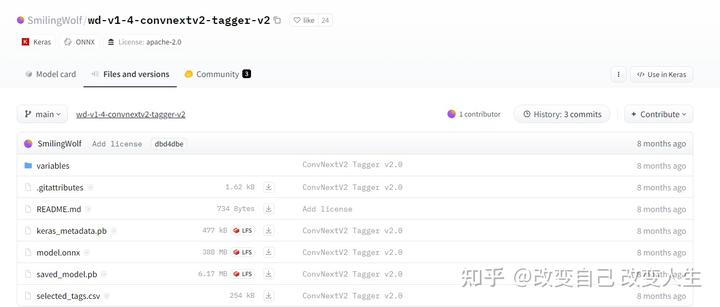 SmilingWolf/wd-v1-4-convnextv2-tagger-v2 like 24
Keras ONNX License: apache-2.0
Model card Files and versions Community 3 Use in Keras
main wd-v1-4-convnextv2-tagger-v2 1 contributor History: 3 commits Contribute
SmilingWolf Add license dbd4dbe 8 months ago
variables ConvNextV2 Tagger v2.0 8 months ago
.gitattributes 1.62 kB ConvNextV2 Tagger v2.0 8 months ago
README.md 734 Bytes Add license 8 months ago
keras_metadata.pb 477 kB LFS ConvNextV2 Tagger v2.0 8 months ago
model.onnx 388 MB LFS ConvNextV2 Tagger v2.0 8 months ago
saved_model.pb 6.17 MB LFS ConvNextV2 Tagger v2.0 8 months ago
知乎 @改变自己 改变人生
selected_tags.csv 254 kB ConvNextV2 Tagger v2.0 8 months ago